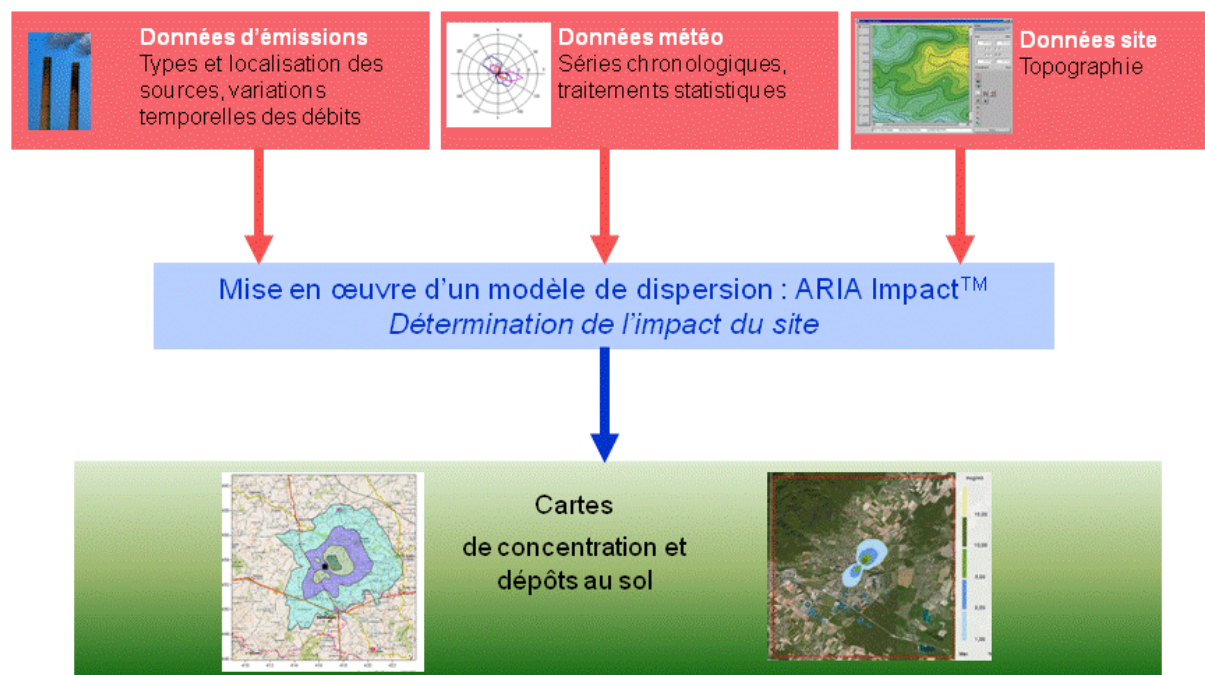 Données d'émissions
Types et localisation des
sources, variations
temporelles des débits
Données météo
Séries chronologiques,
traitements statistiques
Données site
Topographie
Mise en œuvre d'un modèle de dispersion : ARIA Impact™
Détermination de l'impact du site
Cartes
de concentration et
dépôts au sol